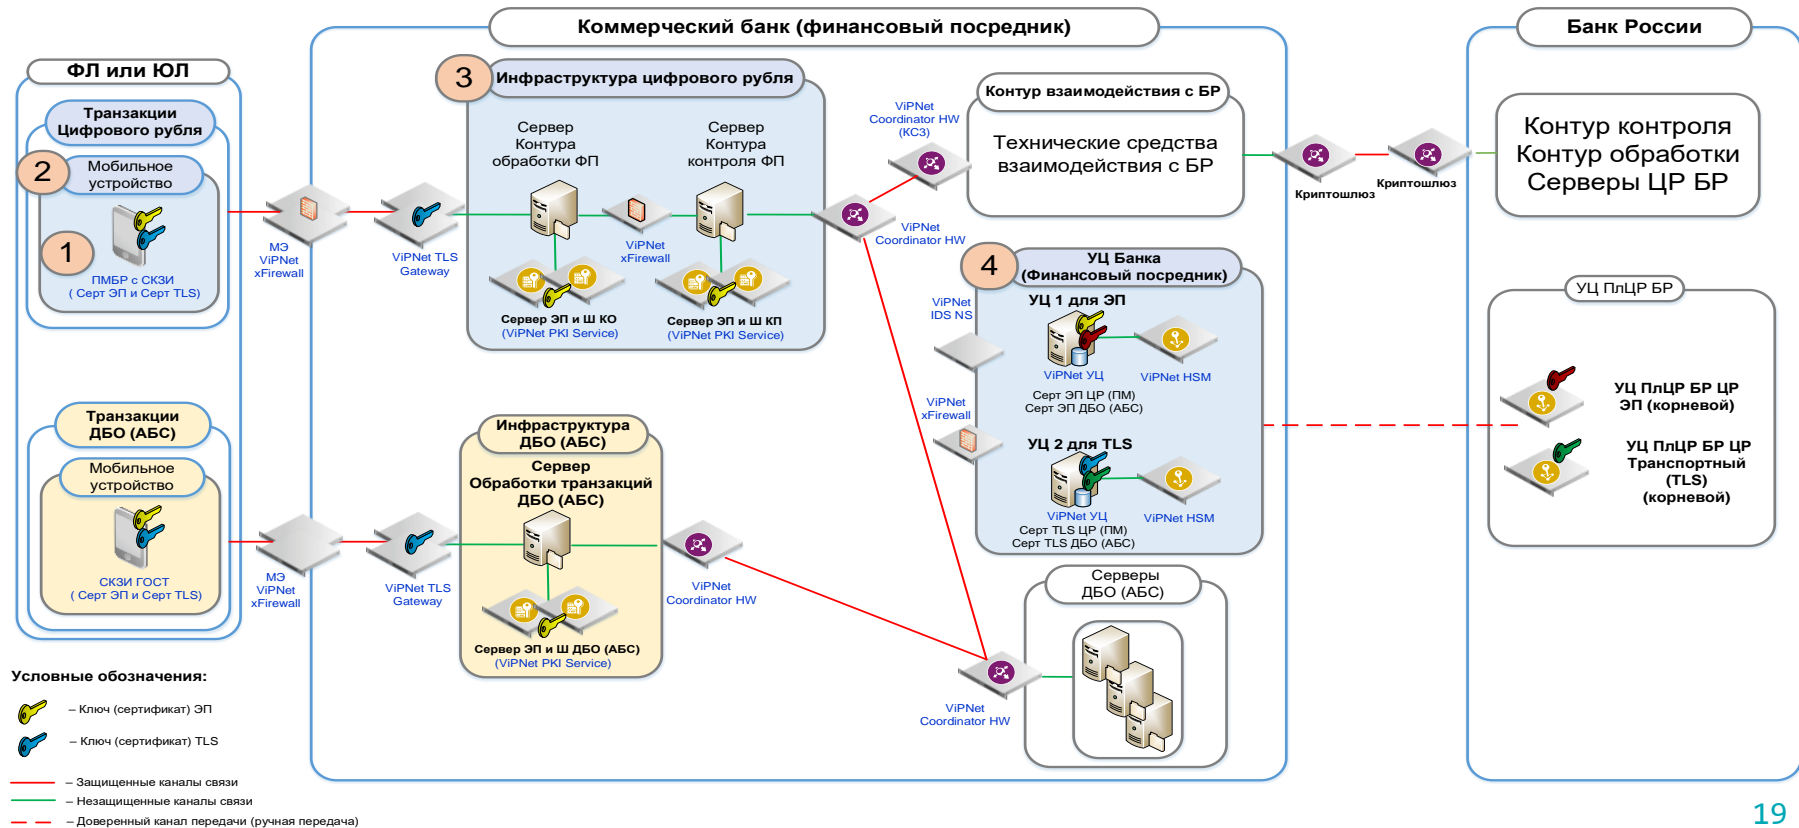 Коммерческий банк (финансовый посредник)
Банк России
ФЛ или ЮЛ
Транзакции
Цифрового рубля
2
Мобильное
устройство
1
ПМБР с СКЗИ
( Серт ЭП и Серт TLS)
МЭ
ViPNet
xFirewall
ViPNet TLS
Gateway
3
Инфраструктура цифрового рубля
Сервер
Контура
обработки ФП
Сервер
Контура
контроля ФП
ViPNet
xFirewall
Сервер ЭП и Ш КО
(ViPNet PKI Service)
Сервер ЭП и Ш КП
(ViPNet PKI Service)
ViPNet
Coordinator HW
(КС3)
ViPNet
Coordinator HW
Контур взаимодействия с БР
Технические средства
взаимодействия с БР
Криптошлюз
Криптошлюз
Контур контроля
Контур обработки
Серверы ЦР БР
4
УЦ Банка
(Финансовый посредник)
ViPNet
IDS NS
УЦ 1 для ЭП
ViPNet УЦ
ViPNet HSM
Серт ЭП ЦР (ПМ)
Серт ЭП ДБО (АБС)
ViPNet
xFirewall
УЦ 2 для TLS
ViPNet УЦ
ViPNet HSM
Серт TLS ЦР (ПМ)
Серт TLS ДБО (АБС)
УЦ ПлЦР БР
УЦ ПлЦР БР ЦР
ЭП (корневой)
УЦ ПлЦР БР ЦР
Транспортный
(TLS)
(корневой)
Транзакции
ДБО (АБС)
Мобильное
устройство
СКЗИ ГОСТ
( Серт ЭП и Серт TLS)
МЭ
ViPNet
xFirewall
ViPNet TLS
Gateway
Инфраструктура
ДБО (АБС)
Сервер
Обработки транзакций
ДБО (АБС)
Сервер ЭП и Ш ДБО (АБС)
(ViPNet PKI Service)
ViPNet
Coordinator HW
ViPNet
Coordinator HW
Серверы
ДБО (АБС)
Условные обозначения:
– Ключ (сертификат) ЭП
– Ключ (сертификат) TLS
– Защищенные каналы связи
– Незащищенные каналы связи
– Доверенный канал передачи (ручная передача)
19